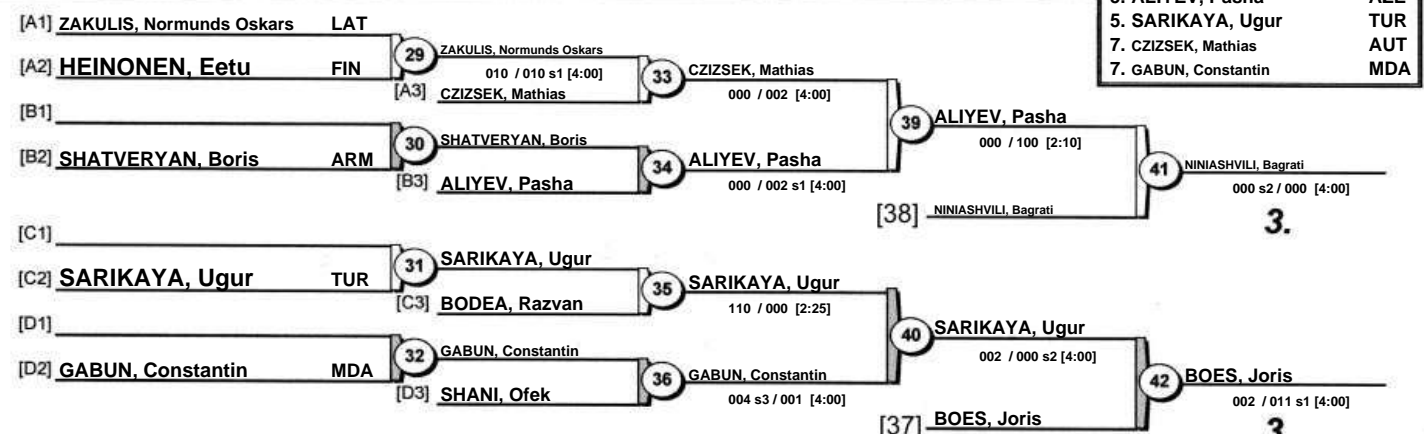 5. SARIKAYA, Ugur TUR
7. CZIZSEK, Mathias AUT
7. GABUN, Constantin MDA
[A1] ZAKULIS, Normunds Oskars LAT
[A2] HEINONEN, Eetu FIN
29
ZAKULIS, Normunds Oskars
010 / 010 s1 [4:00]
[A3] CZIZSEK, Mathias
33
CZIZSEK, Mathias
000 / 002 [4:00]
[B1]
[B2] SHATVERYAN, Boris ARM
30
SHATVERYAN, Boris
[B3] ALIYEV, Pasha
34
ALIYEV, Pasha
000 / 002 s1 [4:00]
39
ALIYEV, Pasha
000 / 100 [2:10]
[38] NINIASHVILI, Bagrati
41
NINIASHVILI, Bagrati
000 s2 / 000 [4:00]
3.
[C1]
[C2] SARIKAYA, Ugur TUR
31
SARIKAYA, Ugur
[C3] BODEA, Razvan
35
SARIKAYA, Ugur
110 / 000 [2:25]
[D1]
[D2] GABUN, Constantin MDA
32
GABUN, Constantin
[D3] SHANI, Ofek
36
GABUN, Constantin
004 s3 / 001 [4:00]
40
SARIKAYA, Ugur
002 / 000 s2 [4:00]
[37] BOES, Joris
42
BOES, Joris
002 / 011 s1 [4:00]
3.